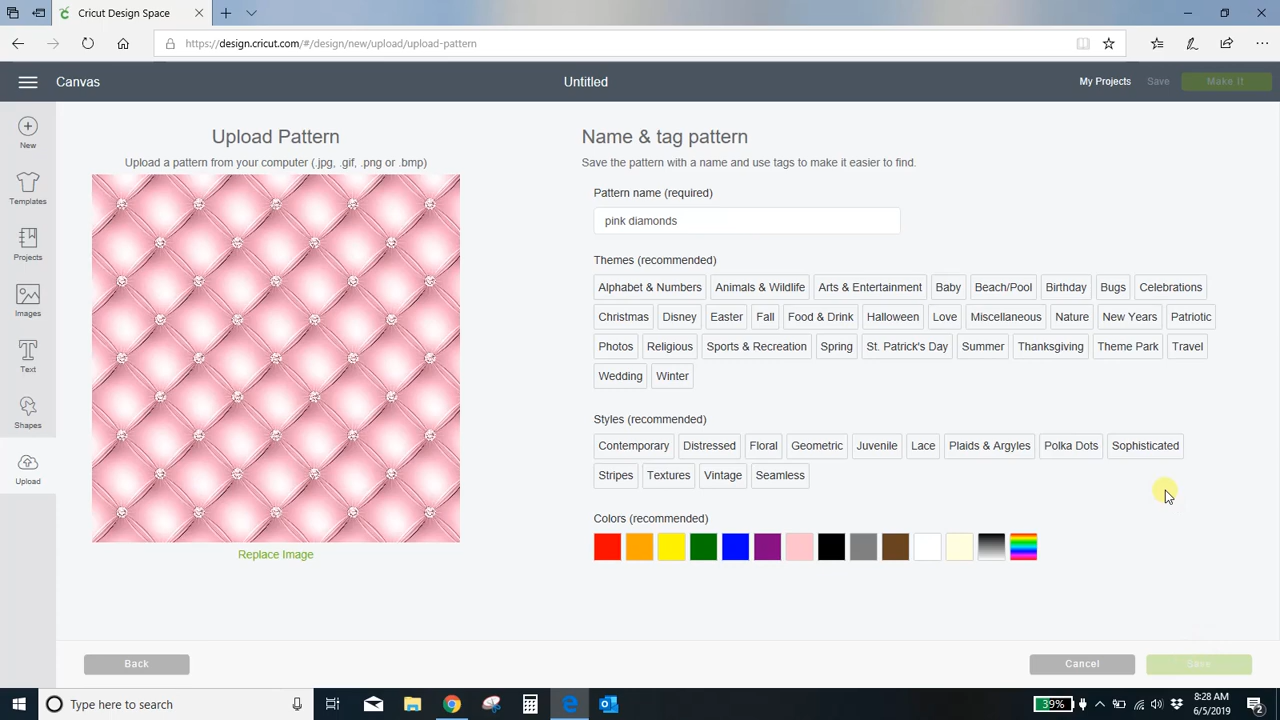 Cricut Design Space
https://design.cricut.com/#/design/new/upload/upload-pattern
Canvas
Untitled
My Projects
Save
Make It
New
Templates
Projects
Images
Text
Shapes
Upload
Upload Pattern
Upload a pattern from your computer (.jpg, .gif, .png or .bmp)
Replace Image
Name & tag pattern
Save the pattern with a name and use tags to make it easier to find.
Pattern name (required)
pink diamonds
Themes (recommended)
Alphabet & Numbers Animals & Wildlife Arts & Entertainment Baby Beach/Pool Birthday Bugs Celebrations
Christmas Disney Easter Fall Food & Drink Halloween Love Miscellaneous Nature New Years Patriotic
Photos Religious Sports & Recreation Spring St. Patrick's Day Summer Thanksgiving Theme Park Travel
Wedding Winter
Styles (recommended)
Contemporary Distressed Floral Geometric Juvenile Lace Plaids & Argyles Polka Dots Sophisticated
Stripes Textures Vintage Seamless
Colors (recommended)
Back
Cancel
Save
Type here to search
39%
8:28 AM
6/5/2019
2